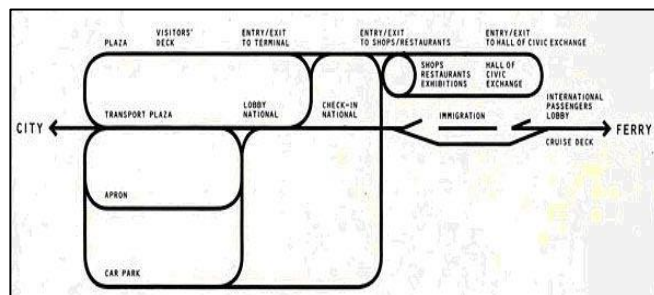 PLAZA
VISITORS'
DECK
ENTRY/EXIT
TO TERMINAL
ENTRY/EXIT
TO SHOPS/RESTAURANTS
ENTRY/EXIT
TO HALL OF CIVIC EXCHANGE
SHOPS
RESTAURANTS
EXHIBITIONS
HALL OF
CIVIC
EXCHANGE
TRANSPORT PLAZA
LOBBY
NATIONAL
CHECK-IN
NATIONAL
IMMIGRATION
INTERNATIONAL
PASSENGERS
LOBBY
CITY
FERRY
CRUISE DECK
APRON
CAR PARK